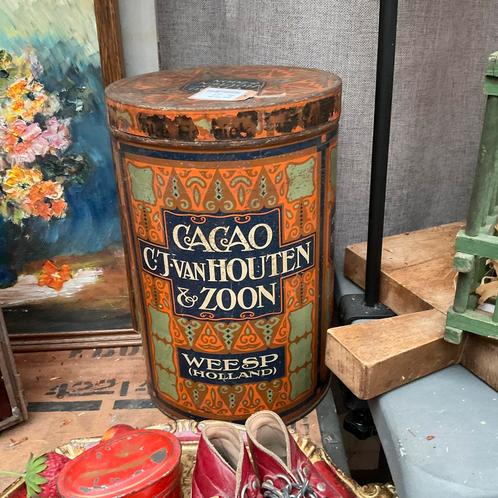 CACAO
C.J. VAN HOUTEN
& ZOON
WEESP
(HOLLAND)